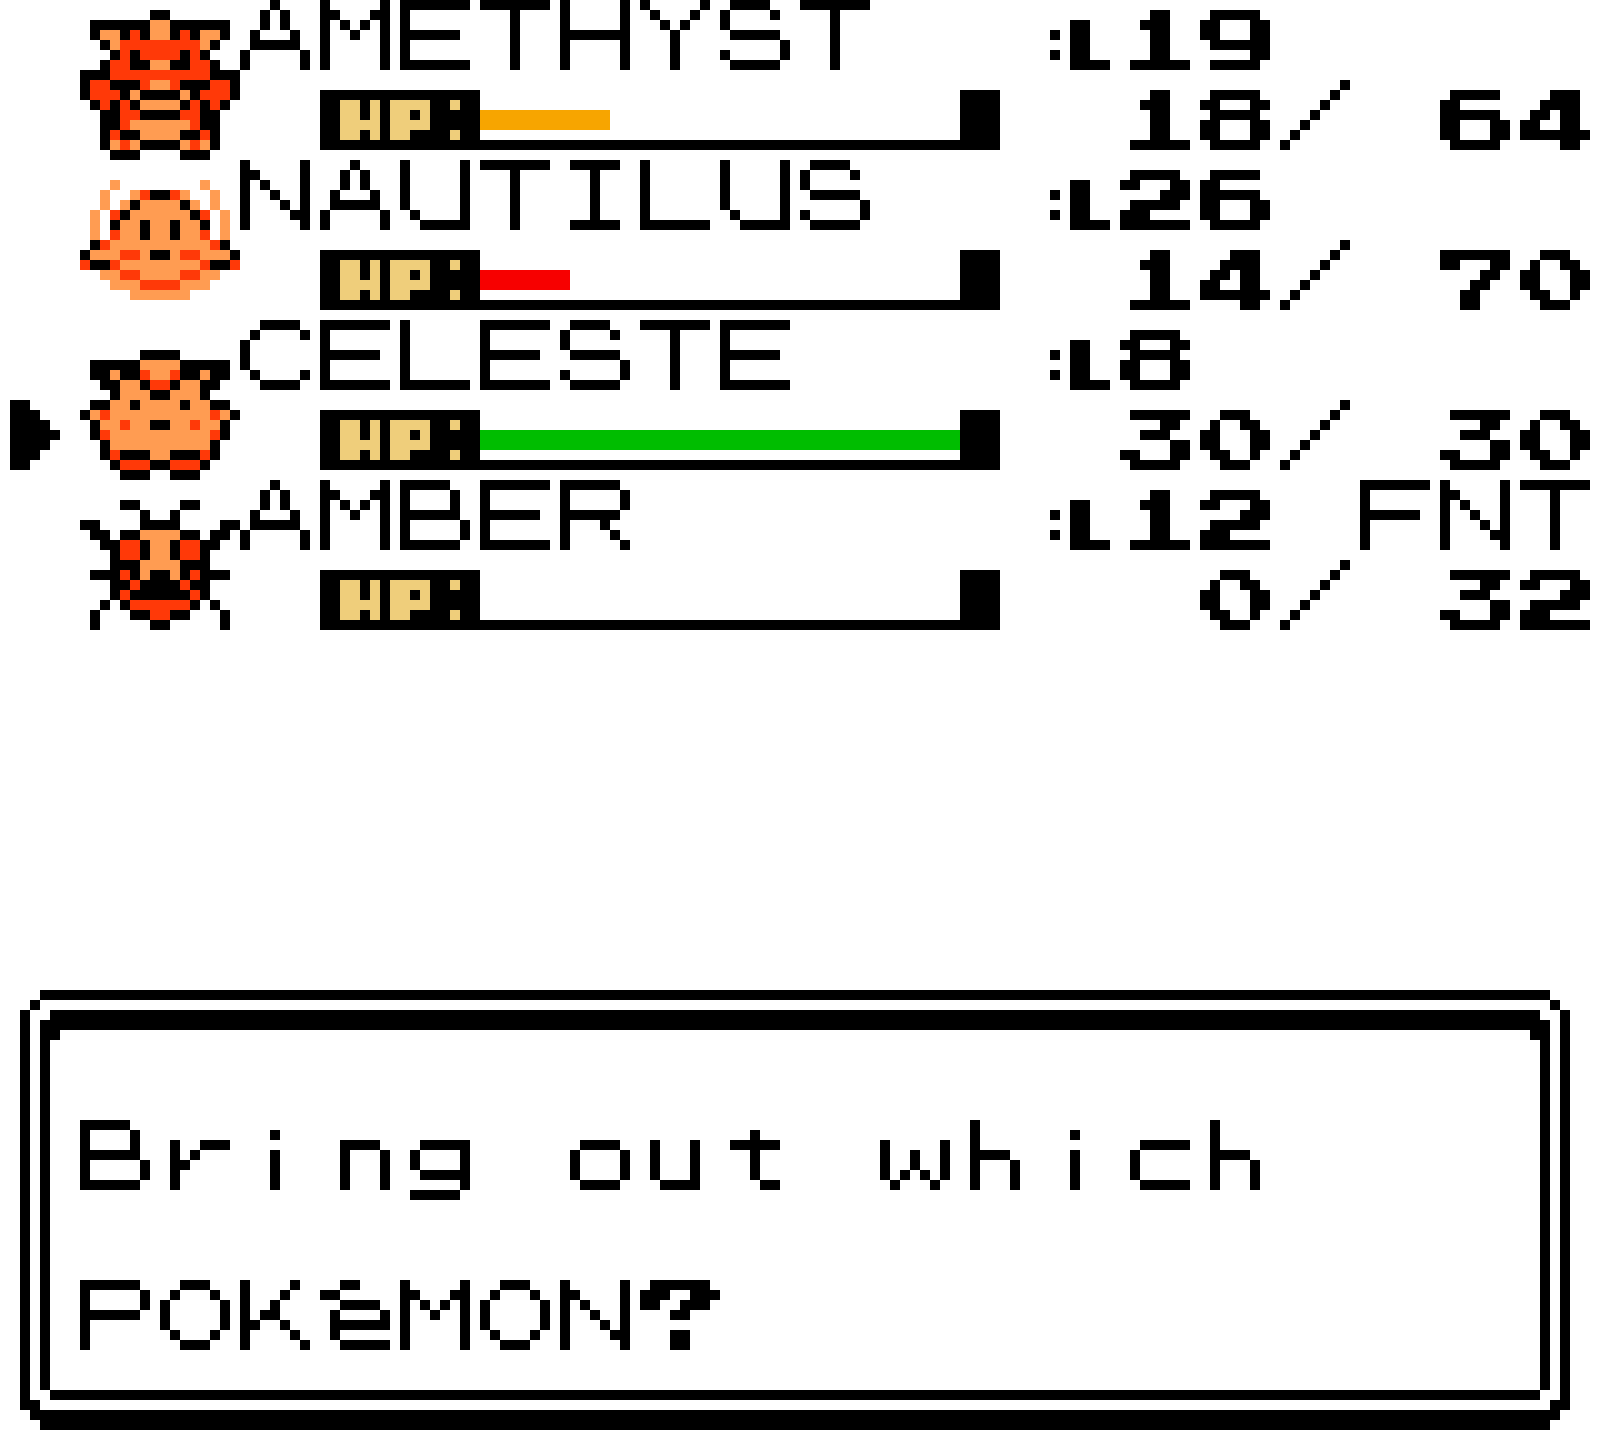 AMETHYST :L19
HP: 18/ 64
NAUTILUS :L26
HP: 14/ 70
CELESTE :L8
HP: 30/ 30
AMBER :L12 FNT
HP: 0/ 32
Bring out which
POKéMON?